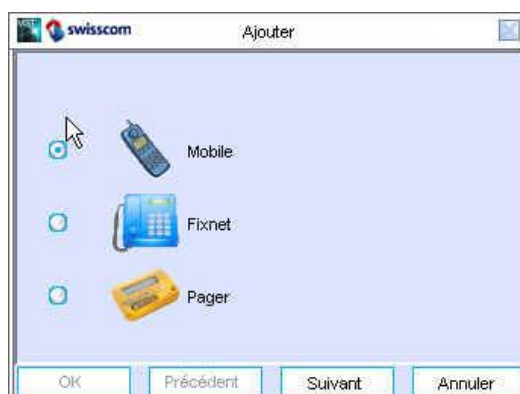 swisscom Ajouter
Mobile
Fixnet
Pager
OK Précédent Suivant Annuler